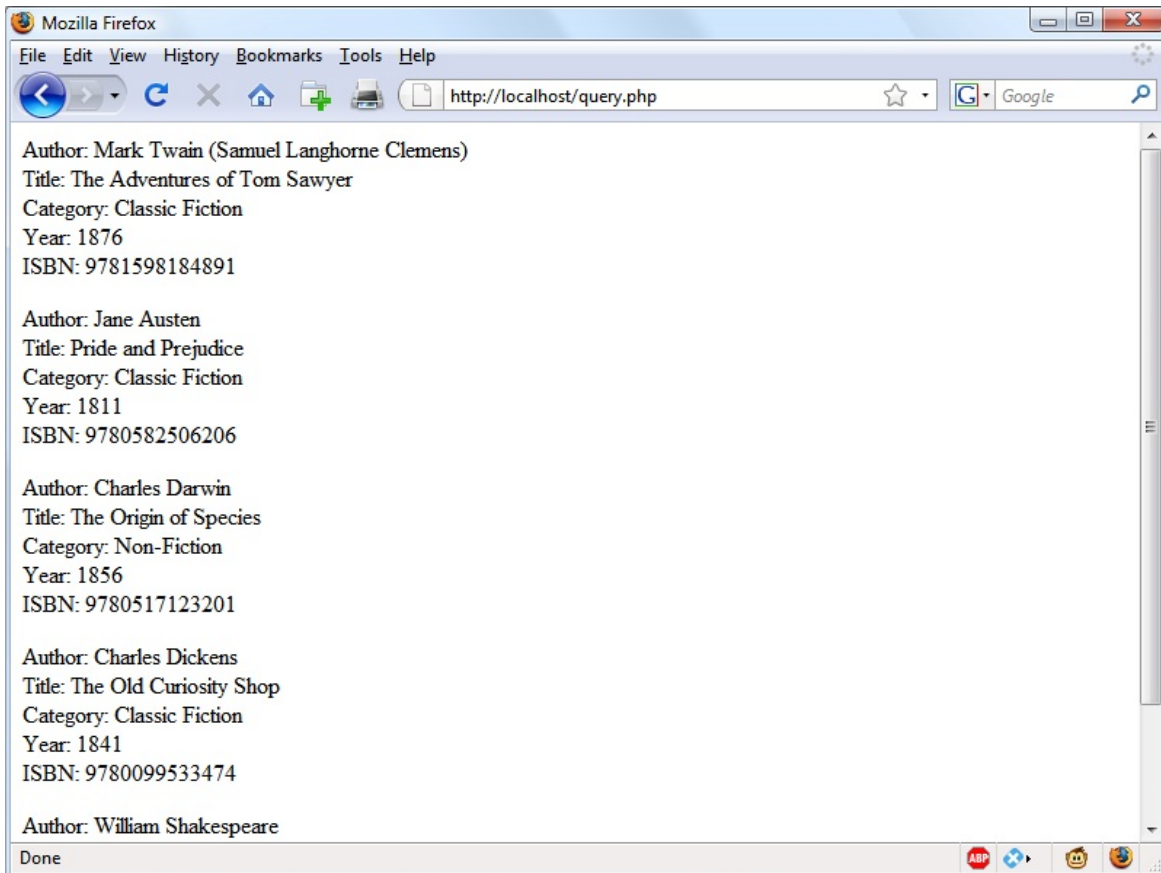 Mozilla Firefox
File Edit View History Bookmarks Tools Help
http://localhost/query.php
G Google
Author: Mark Twain (Samuel Langhorne Clemens)
Title: The Adventures of Tom Sawyer
Category: Classic Fiction
Year: 1876
ISBN: 9781598184891
Author: Jane Austen
Title: Pride and Prejudice
Category: Classic Fiction
Year: 1811
ISBN: 9780582506206
Author: Charles Darwin
Title: The Origin of Species
Category: Non-Fiction
Year: 1856
ISBN: 9780517123201
Author: Charles Dickens
Title: The Old Curiosity Shop
Category: Classic Fiction
Year: 1841
ISBN: 9780099533474
Author: William Shakespeare
Done
ABP